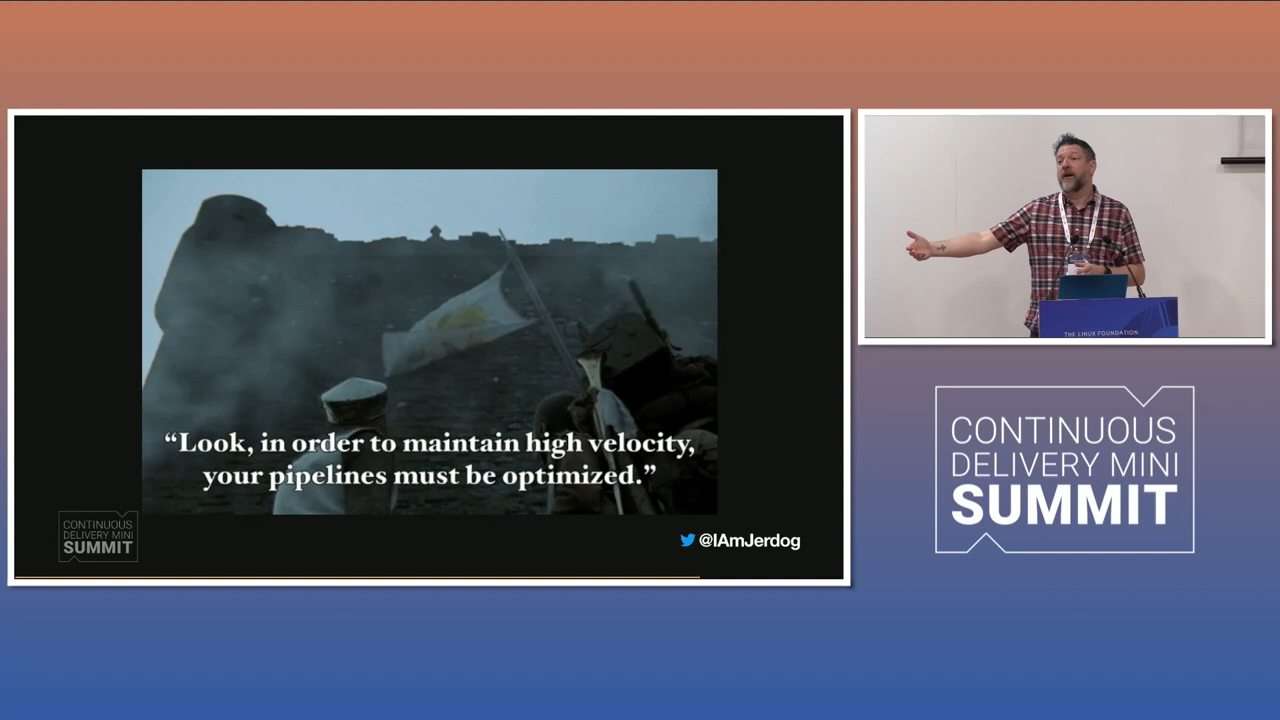 “Look, in order to maintain high velocity,
your pipelines must be optimized.”
CONTINUOUS
DELIVERY MINI
SUMMIT
@IAmJerdog
THE LINUX FOUNDATION
CONTINUOUS
DELIVERY MINI
SUMMIT